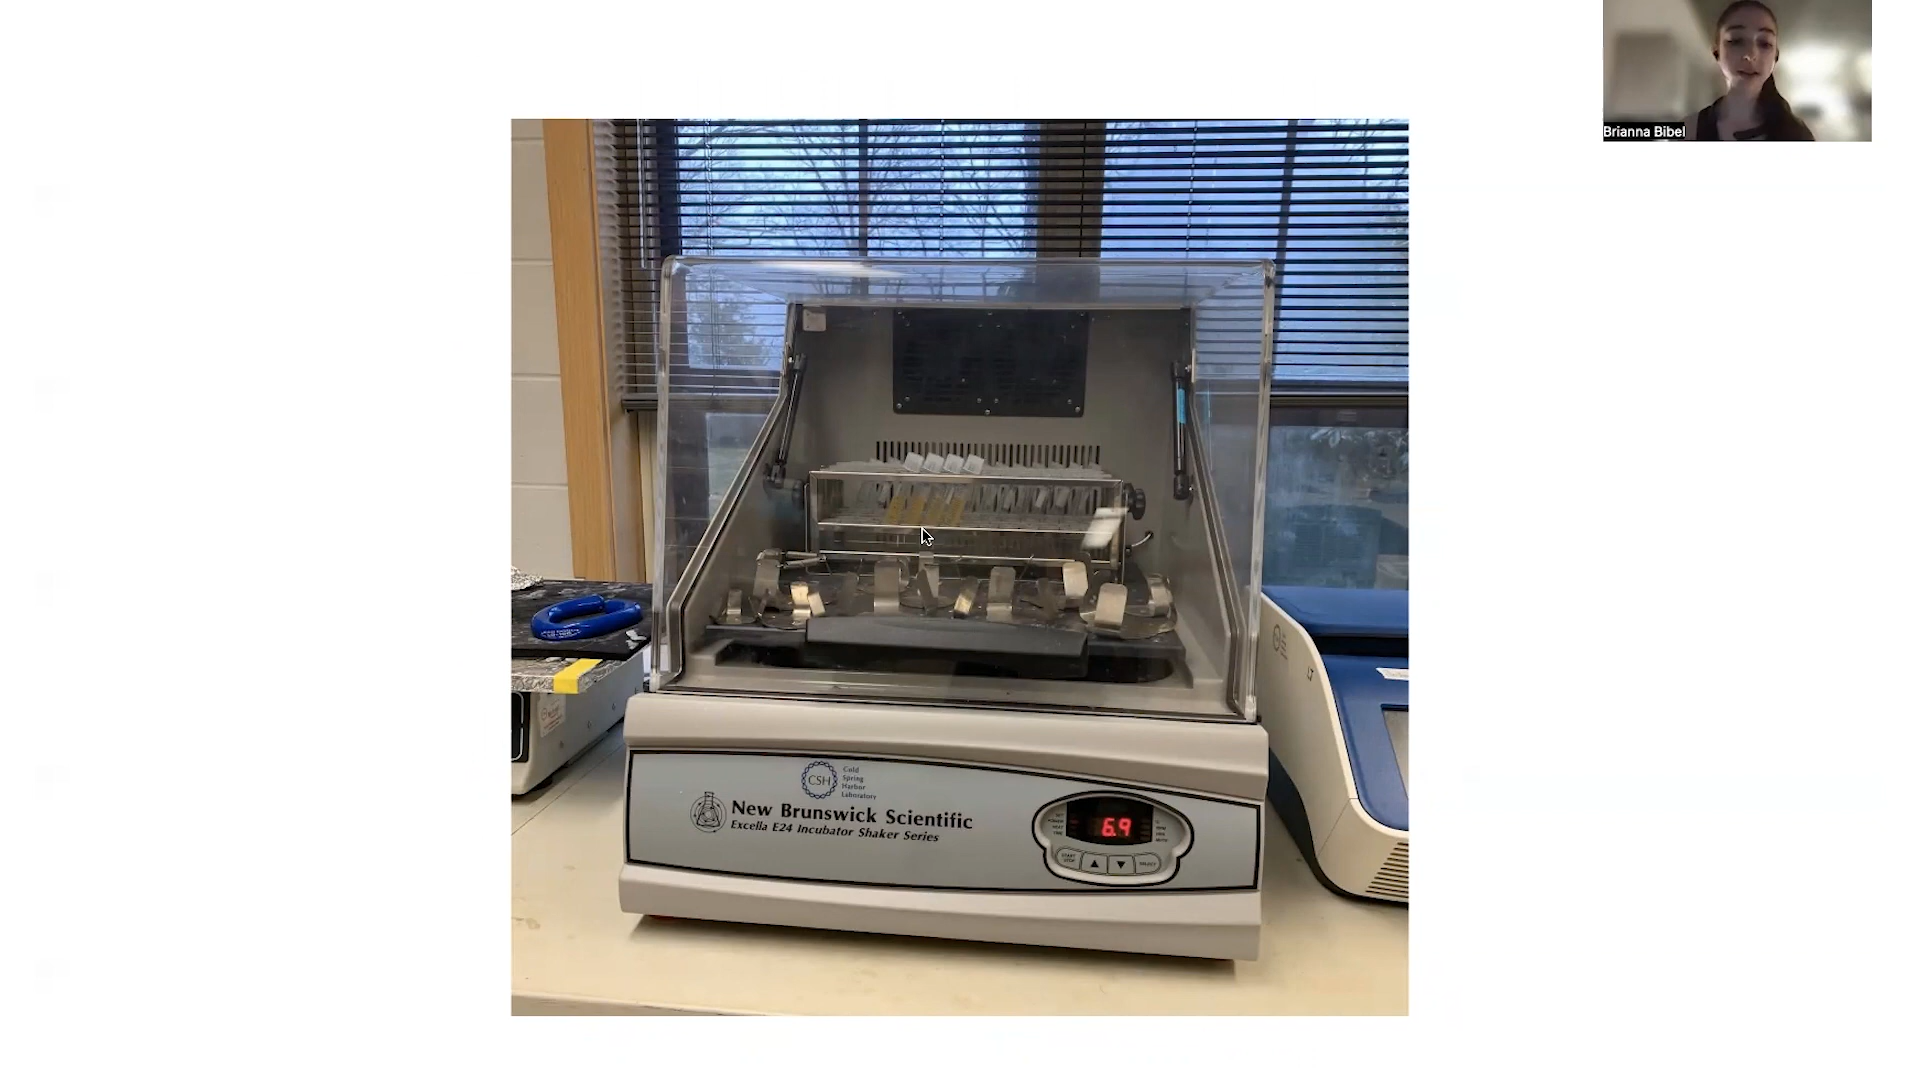 Brianna Bibel
CSH
Cold
Spring
Harbor
Laboratory
New Brunswick Scientific
Excella E24 Incubator Shaker Series
6.9
START
STOP
SELECT
LT